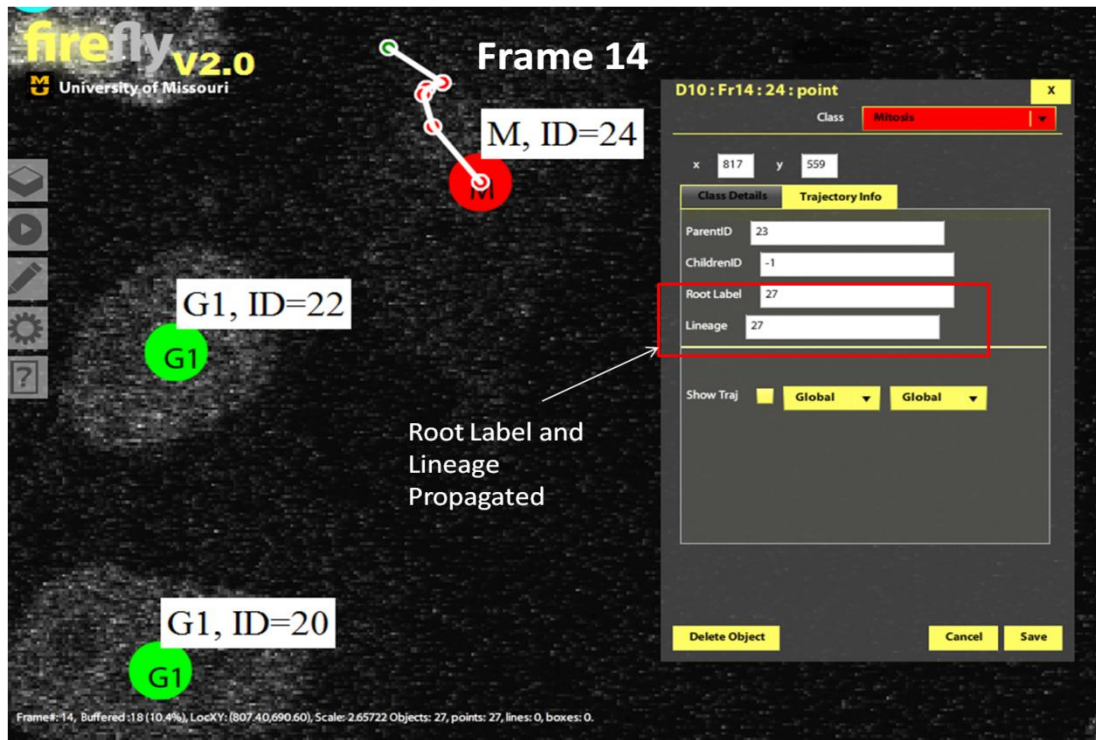 firefly V2.0
University of Missouri
Frame 14
M, ID=24
M
G1, ID=22
G1
Root Label and
Lineage
Propagated
G1, ID=20
G1
D10 : Fr14 : 24 : point
X
Class Mitosis
x 817 y 559
Class Details Trajectory Info
ParentID 23
ChildrenID -1
Root Label 27
Lineage 27
Show Traj Global Global
Delete Object Cancel Save
Frame#: 14, Buffered :18 (10.4%), LocXY: (807.40,690.60), Scale: 2.65722 Objects: 27, points: 27, lines: 0, boxes: 0.